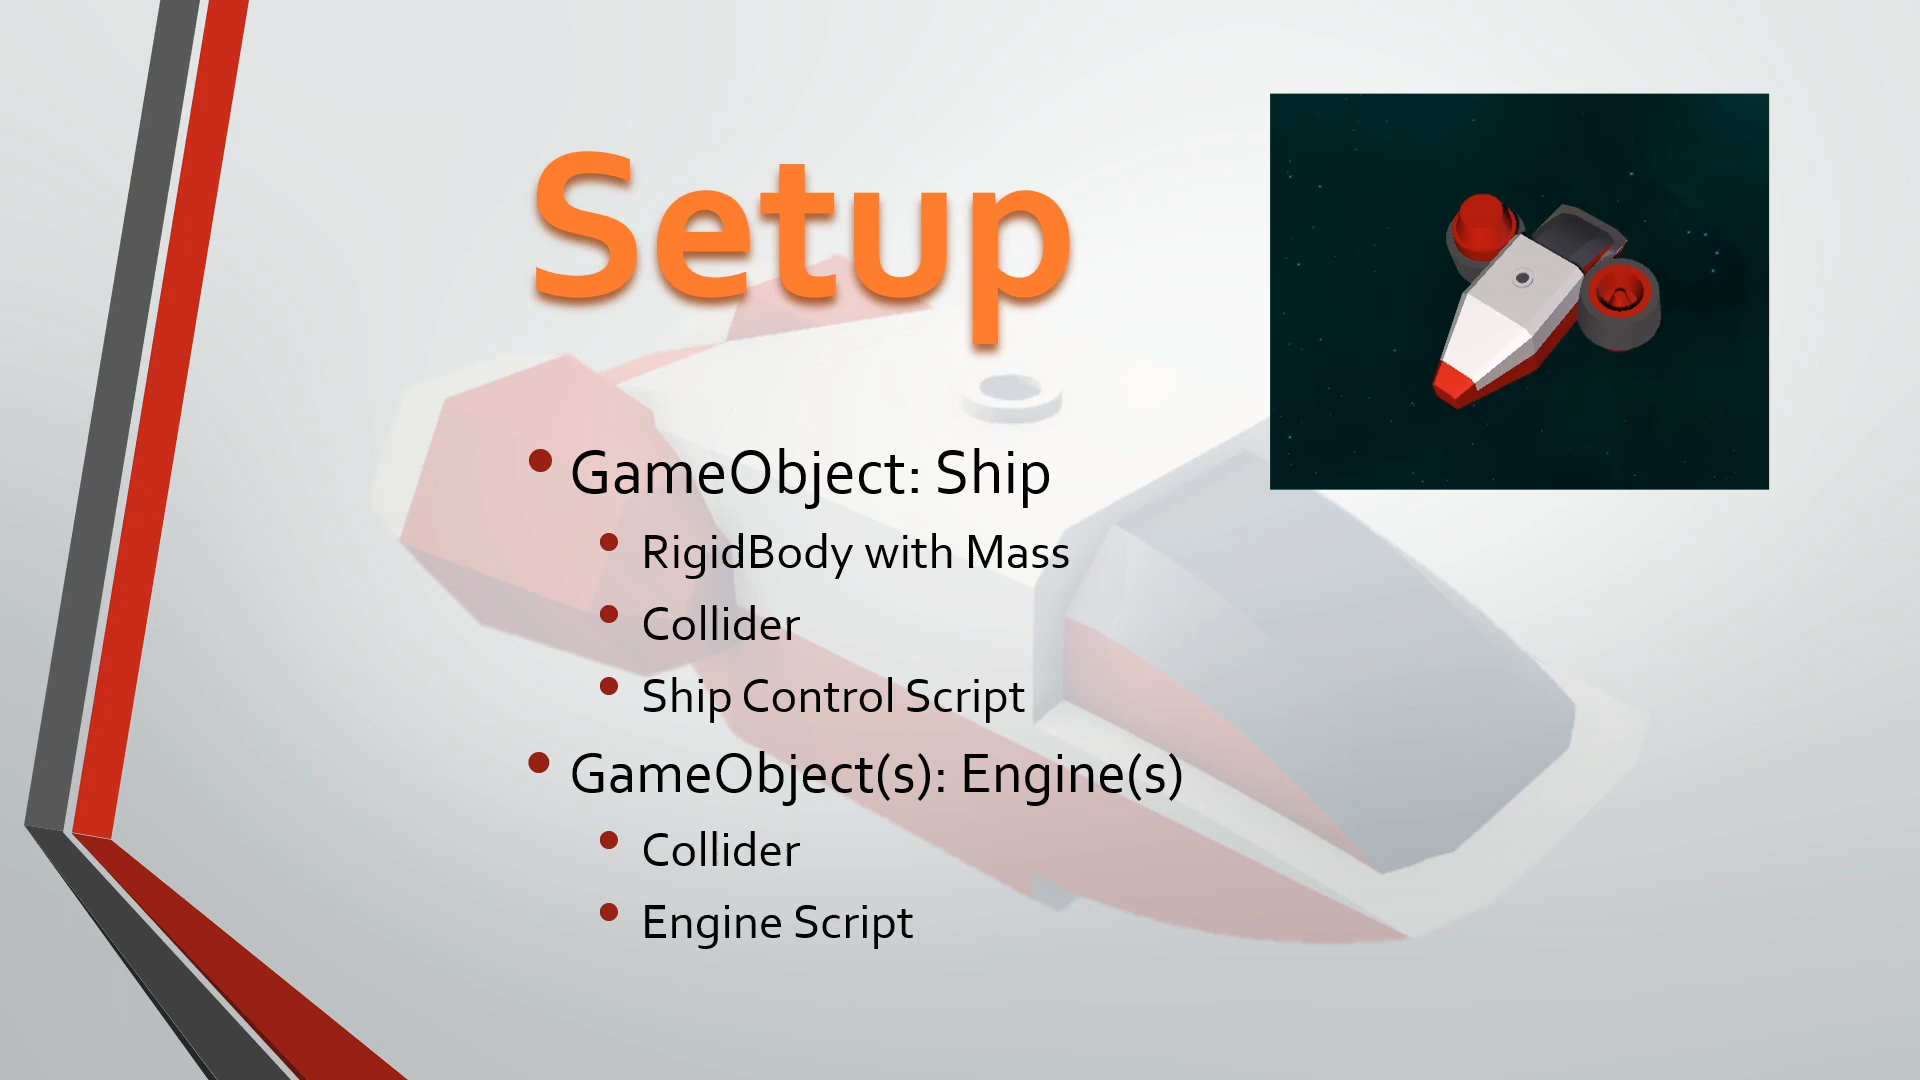 Setup
GameObject: Ship
RigidBody with Mass
Collider
Ship Control Script
GameObject(s): Engine(s)
Collider
Engine Script